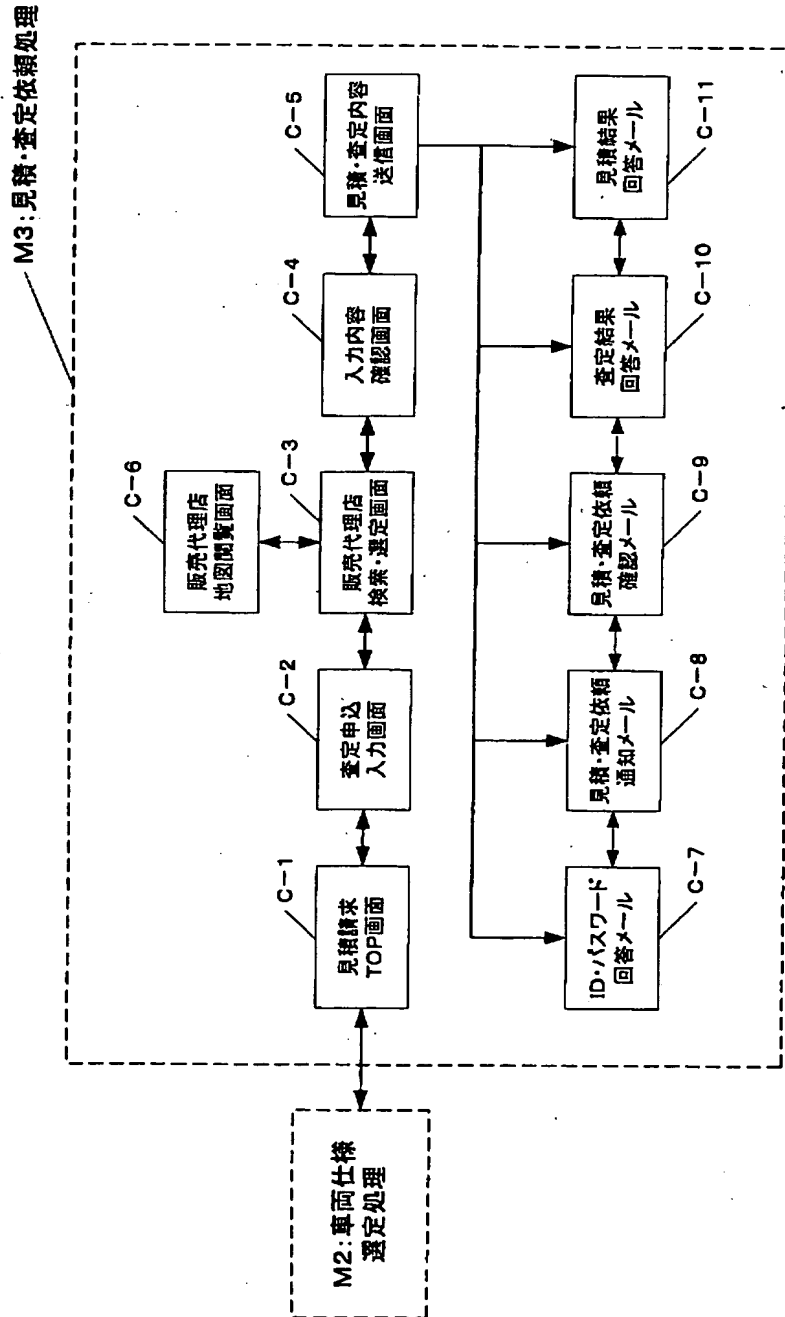 M3:見積・査定依頼処理
M2:車両仕様
選定処理
C-1
見積請求
TOP画面
C-2
査定申込
入力画面
C-3
販売代理店
検索・選定画面
C-4
入力内容
確認画面
C-5
見積・査定内容
送信画面
C-6
販売代理店
地図閲覧画面
ID・パスワード
回答メール
C-7
見積・査定依頼
通知メール
C-8
見積・査定依頼
確認メール
C-9
査定結果
回答メール
C-10
見積結果
回答メール
C-11